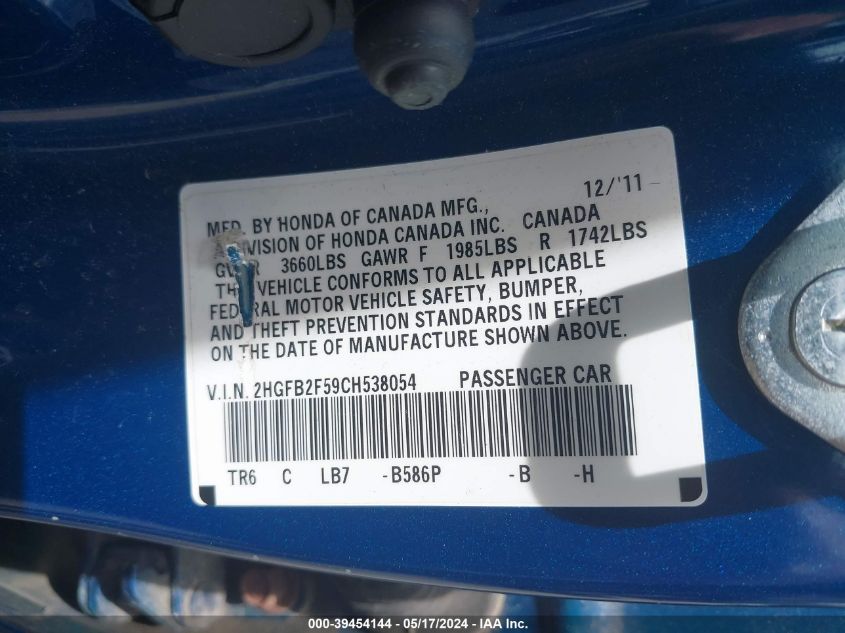 12/'11
MFD. BY HONDA OF CANADA MFG.,
A DIVISION OF HONDA CANADA INC. CANADA
GVWR 3660LBS GAWR F 1985LBS R 1742LBS
THIS VEHICLE CONFORMS TO ALL APPLICABLE
FEDERAL MOTOR VEHICLE SAFETY, BUMPER,
AND THEFT PREVENTION STANDARDS IN EFFECT
ON THE DATE OF MANUFACTURE SHOWN ABOVE.
V.I.N. 2HGFB2F59CH538054 PASSENGER CAR
TR6 C LB7 -B586P -B -H
000-39454144 - 05/17/2024 - IAA Inc.